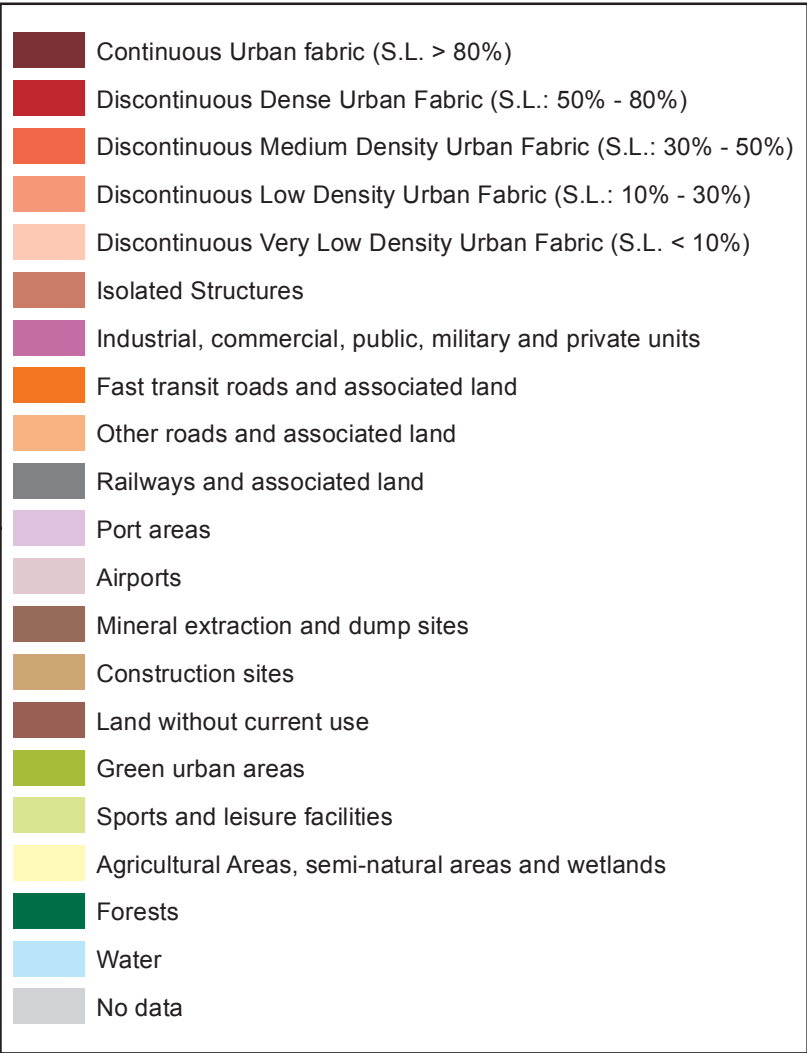 Continuous Urban fabric (S.L. > 80%)
Discontinuous Dense Urban Fabric (S.L.: 50% - 80%)
Discontinuous Medium Density Urban Fabric (S.L.: 30% - 50%)
Discontinuous Low Density Urban Fabric (S.L.: 10% - 30%)
Discontinuous Very Low Density Urban Fabric (S.L. < 10%)
Isolated Structures
Industrial, commercial, public, military and private units
Fast transit roads and associated land
Other roads and associated land
Railways and associated land
Port areas
Airports
Mineral extraction and dump sites
Construction sites
Land without current use
Green urban areas
Sports and leisure facilities
Agricultural Areas, semi-natural areas and wetlands
Forests
Water
No data